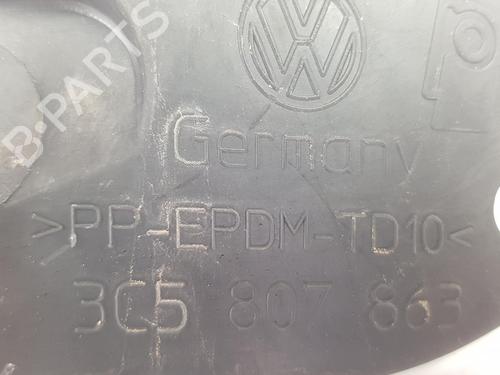 B-PARTS
Germany
>PP-EPDM-TD10<
3C5 807 863